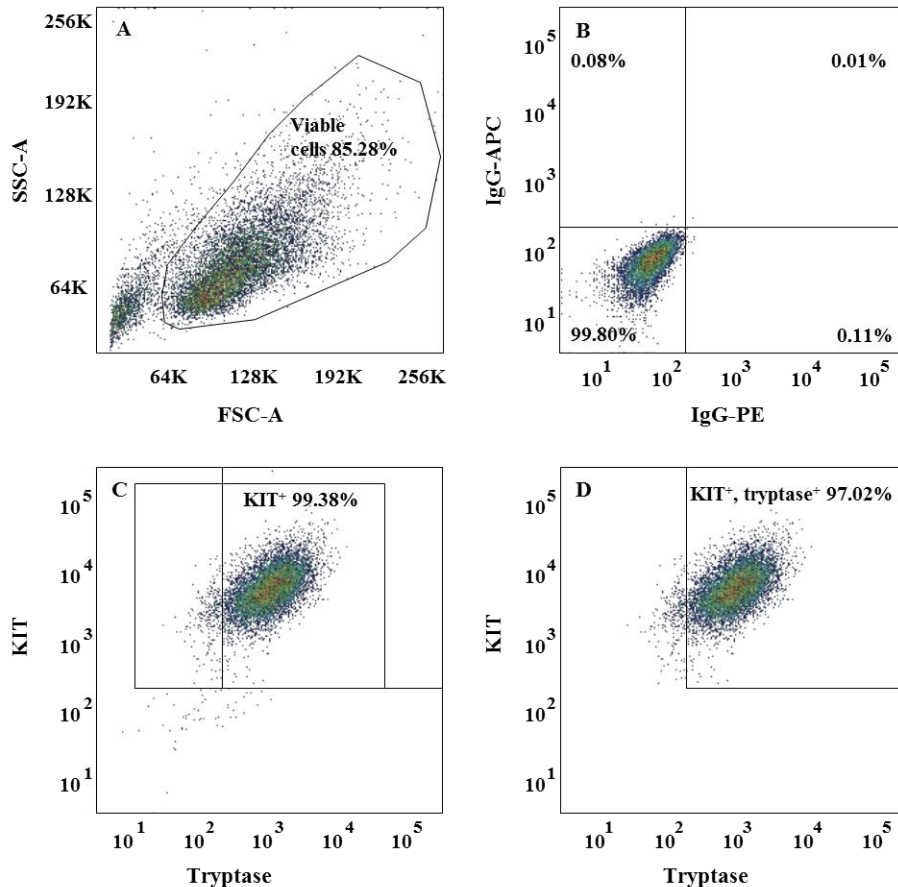 A
256K
192K
128K
64K
SSC-A
Viable
cells 85.28%
64K 128K 192K 256K
FSC-A
B
10^5
10^4
10^3
10^2
10^1
IgG-APC
0.08% 0.01%
99.80% 0.11%
10^1 10^2 10^3 10^4 10^5
IgG-PE
C
10^5
10^4
10^3
10^2
10^1
KIT
KIT⁺ 99.38%
10^1 10^2 10^3 10^4 10^5
Tryptase
D
10^5
10^4
10^3
10^2
10^1
KIT
KIT⁺, tryptase⁺ 97.02%
10^1 10^2 10^3 10^4 10^5
Tryptase